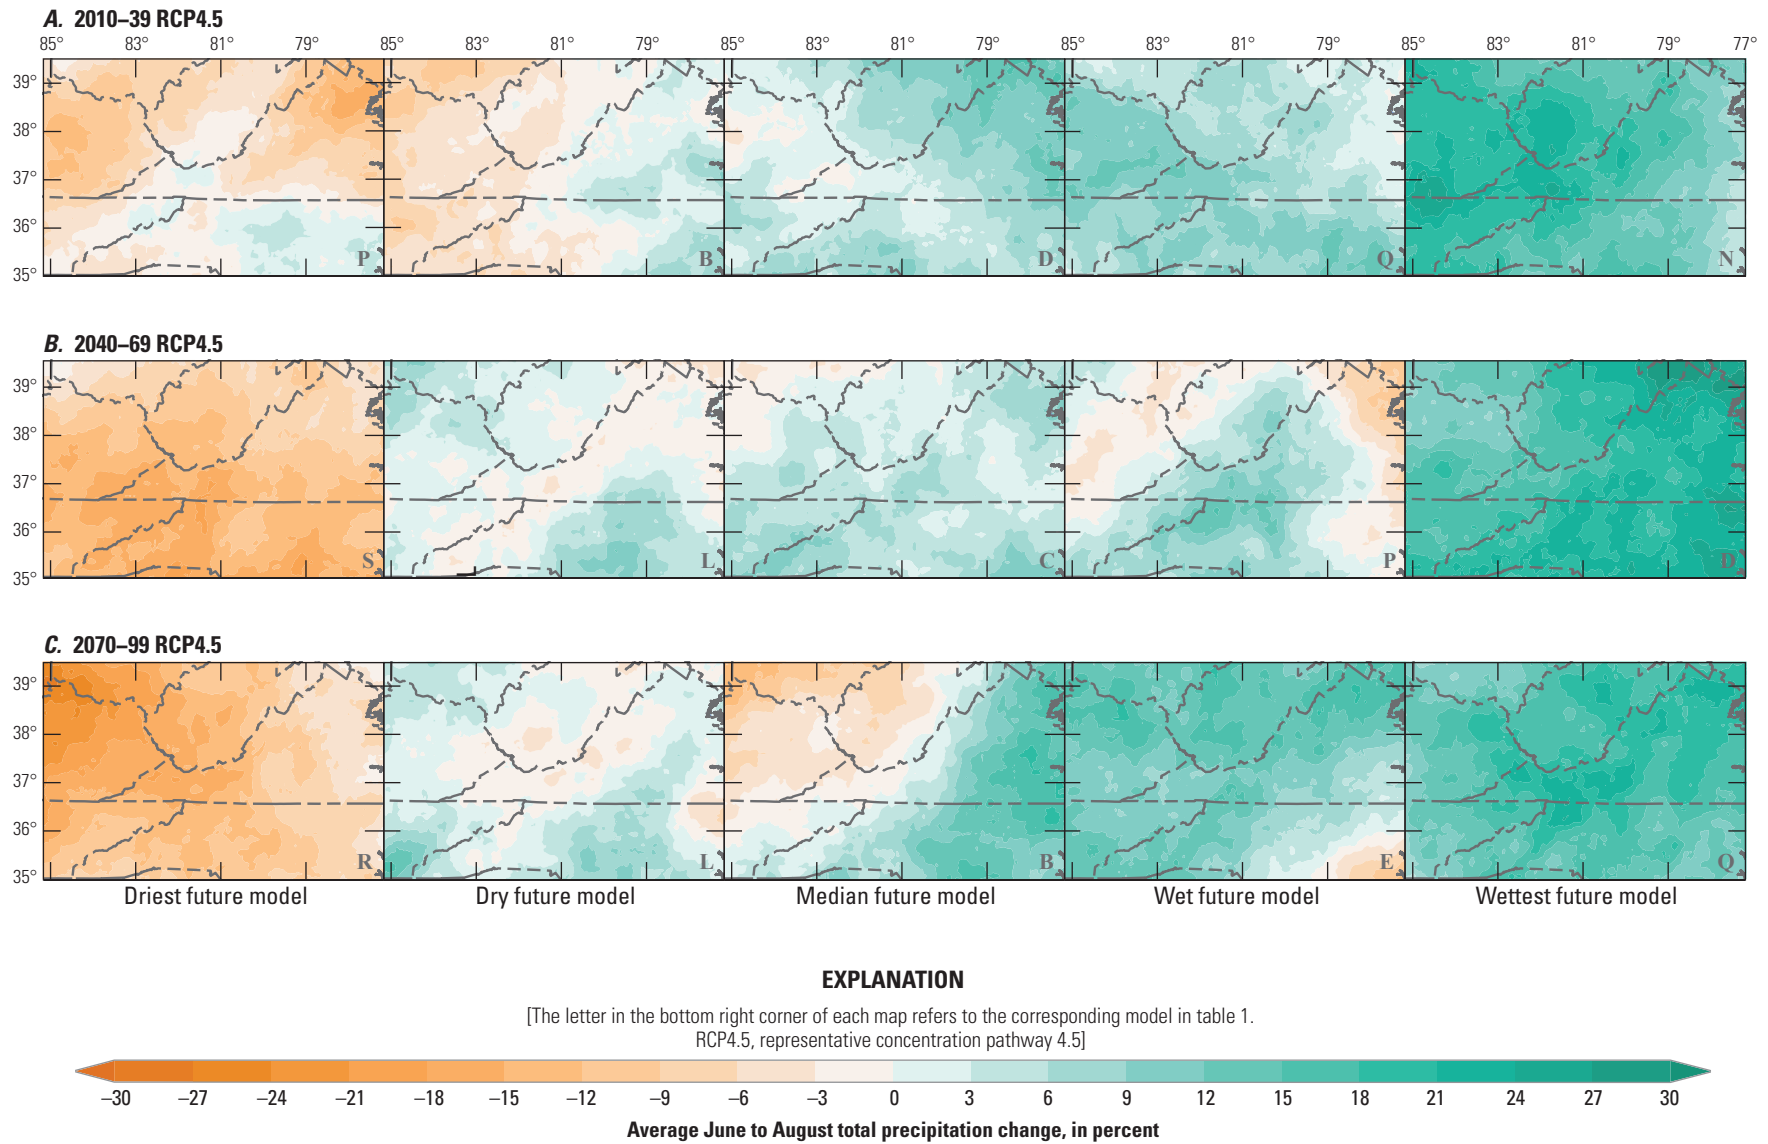 A. 2010–39 RCP4.5
85° 83° 81° 79° 85° 83° 81° 79° 85° 83° 81° 79° 85° 83° 81° 79° 85° 83° 81° 79° 77°
39°
38°
37°
36°
35°
P B D Q N
B. 2040–69 RCP4.5
39°
38°
37°
36°
35°
S L C P D
C. 2070–99 RCP4.5
39°
38°
37°
36°
35°
R L B E Q
Driest future model Dry future model Median future model Wet future model Wettest future model
EXPLANATION
[The letter in the bottom right corner of each map refers to the corresponding model in table 1.
RCP4.5, representative concentration pathway 4.5]
–30 –27 –24 –21 –18 –15 –12 –9 –6 –3 0 3 6 9 12 15 18 21 24 27 30
Average June to August total precipitation change, in percent